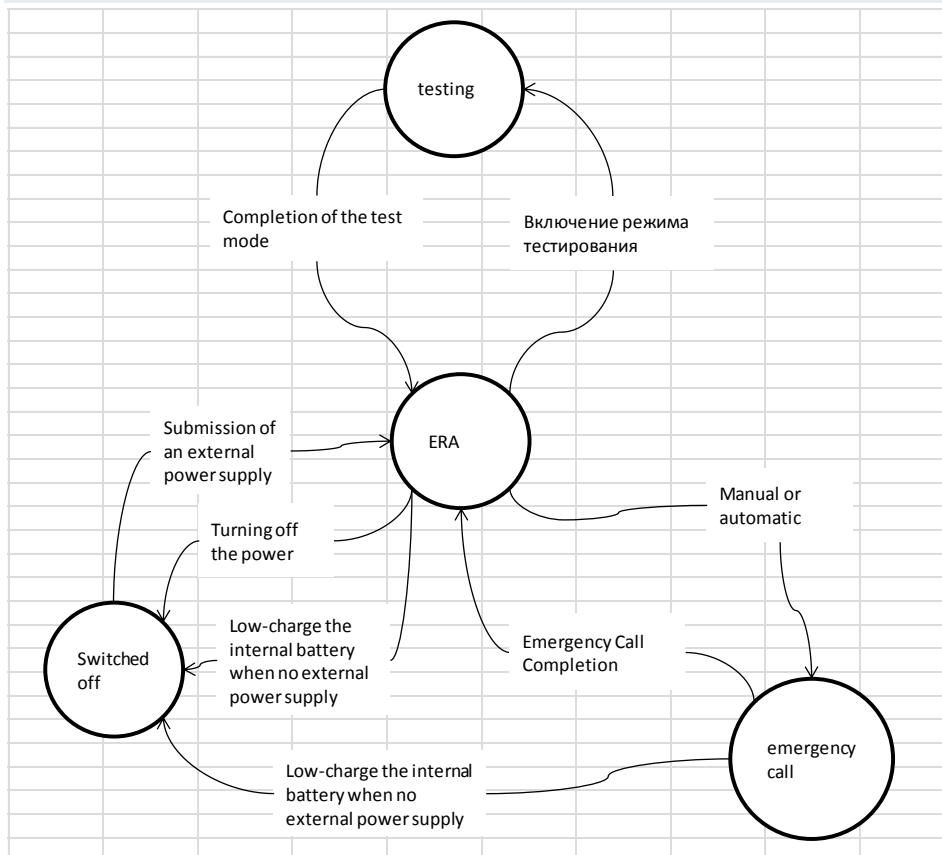 testing
Completion of the test
mode
Включение режима
тестирования
ERA
Submission of
an external
power supply
Manual or
automatic
Turning off
the power
Low-charge the
internal battery
when no external
power supply
Emergency Call
Completion
Switched
off
emergency
call
Low-charge the internal
battery when no
external power supply